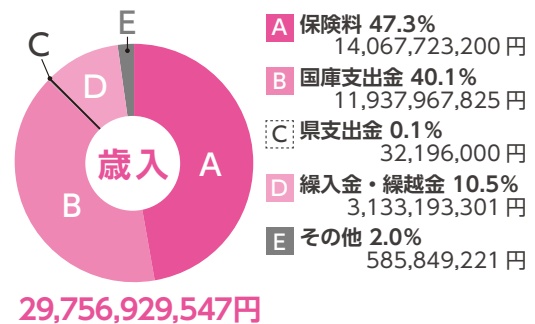 E
C
D
A
B
歳入
29,756,929,547円
A 保険料 47.3%
14,067,723,200 円
B 国庫支出金 40.1%
11,937,967,825 円
C 県支出金 0.1%
32,196,000 円
D 繰入金・繰越金 10.5%
3,133,193,301 円
E その他 2.0%
585,849,221 円